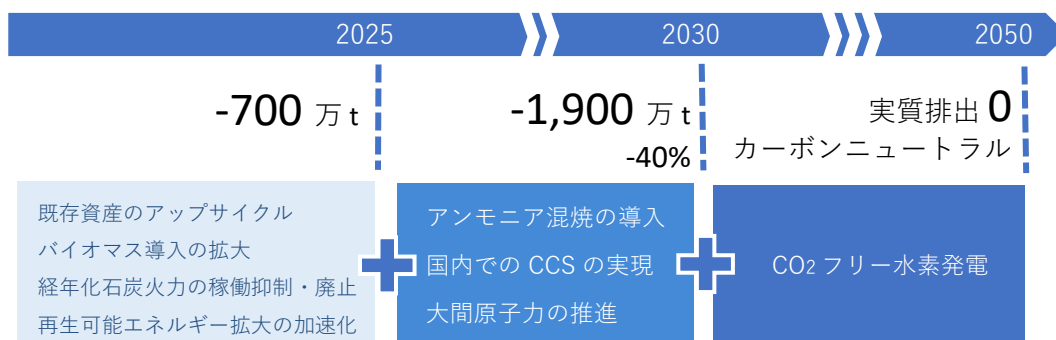 2025
2030
2050
-700 万 t
-1,900 万 t
-40%
実質排出 0
カーボンニュートラル
既存資産のアップサイクル
バイオマス導入の拡大
経年化石炭火力の稼働抑制・廃止
再生可能エネルギー拡大の加速化
アンモニア混焼の導入
国内での CCS の実現
大間原子力の推進
CO2 フリー水素発電